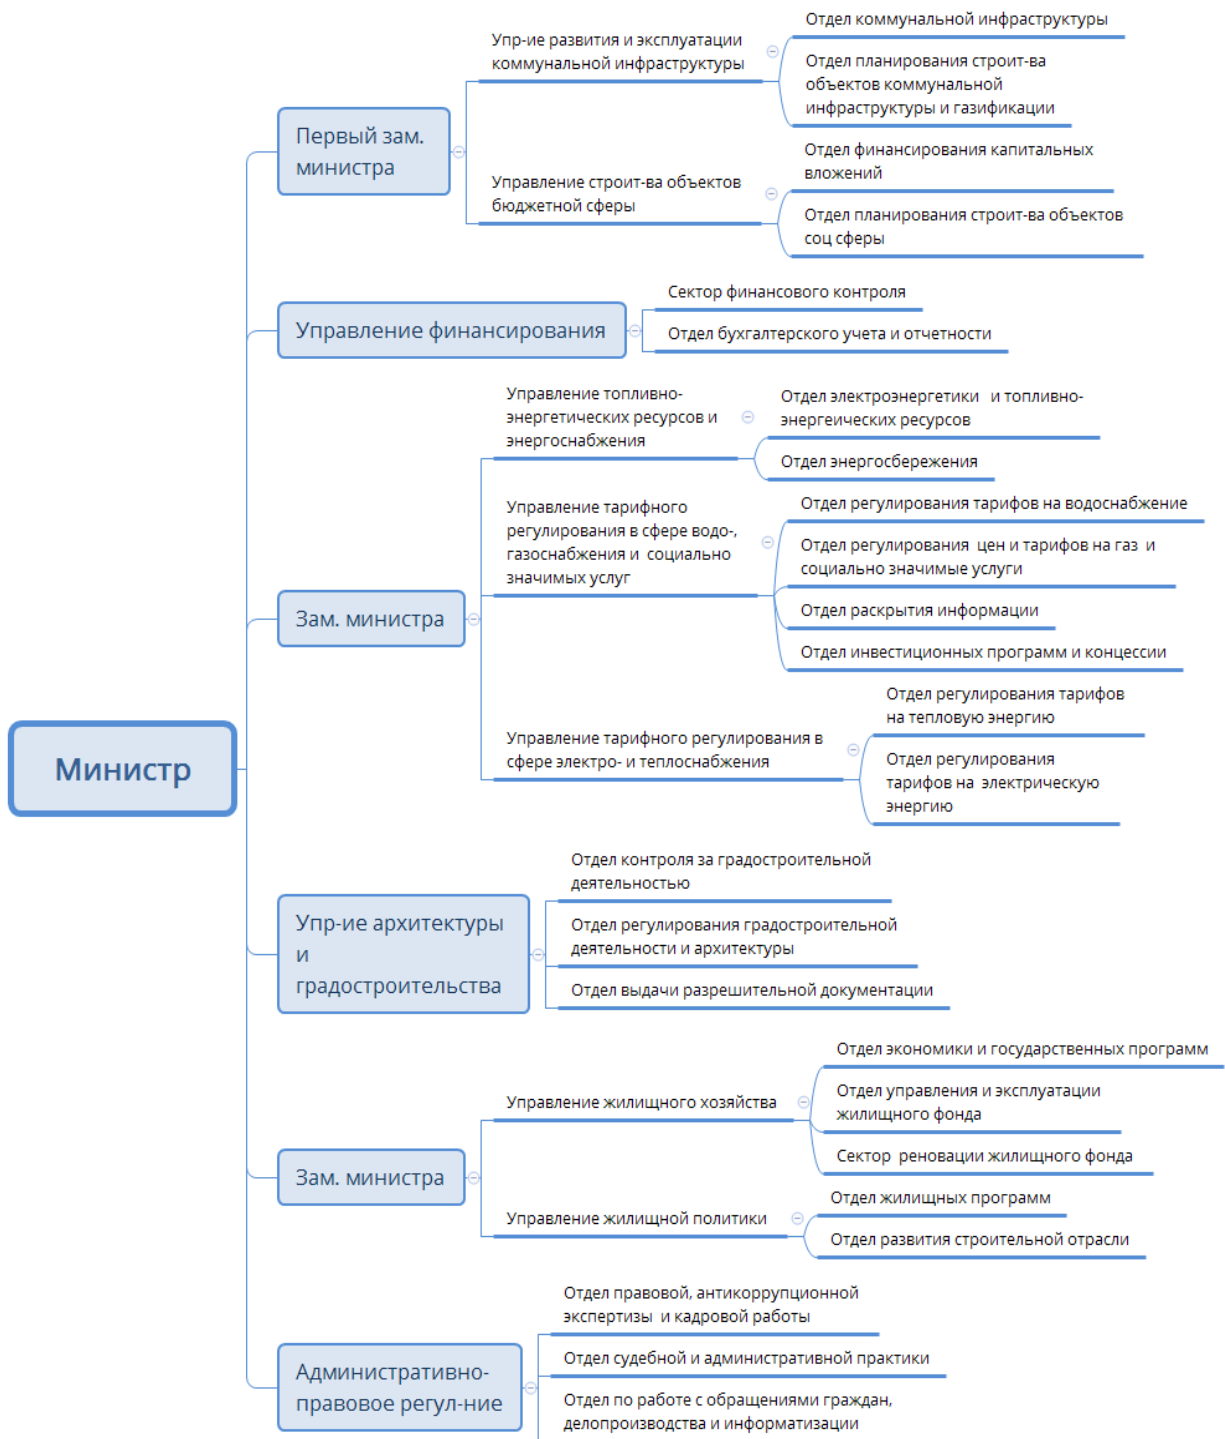 Министр
Первый зам.
министра
Упр-ие развития и эксплуатации
коммунальной инфраструктуры
Отдел коммунальной инфраструктуры
Отдел планирования строит-ва
объектов коммунальной
инфраструктуры и газификации
Управление строит-ва объектов
бюджетной сферы
Отдел финансирования капитальных
вложений
Отдел планирования строит-ва объектов
соц сферы
Управление финансирования
Сектор финансового контроля
Отдел бухгалтерского учета и отчетности
Зам. министра
Управление топливно-
энергетических ресурсов и
энергоснабжения
Отдел электроэнергетики и топливно-
энергеических ресурсов
Отдел энергосбережения
Управление тарифного
регулирования в сфере водо-,
газоснабжения и социально
значимых услуг
Отдел регулирования тарифов на водоснабжение
Отдел регулирования цен и тарифов на газ и
социально значимые услуги
Отдел раскрытия информации
Отдел инвестиционных программ и концессии
Управление тарифного регулирования в
сфере электро- и теплоснабжения
Отдел регулирования тарифов
на тепловую энергию
Отдел регулирования
тарифов на электрическую
энергию
Упр-ие архитектуры
и
градостроительства
Отдел контроля за градостроительной
деятельностью
Отдел регулирования градостроительной
деятельности и архитектуры
Отдел выдачи разрешительной документации
Зам. министра
Управление жилищного хозяйства
Отдел экономики и государственных программ
Отдел управления и эксплуатации
жилищного фонда
Сектор реновации жилищного фонда
Управление жилищной политики
Отдел жилищных программ
Отдел развития строительной отрасли
Административно-
правовое регул-ние
Отдел правовой, антикоррупционной
экспертизы и кадровой работы
Отдел судебной и административной практики
Отдел по работе с обращениями граждан,
делопроизводства и информатизации